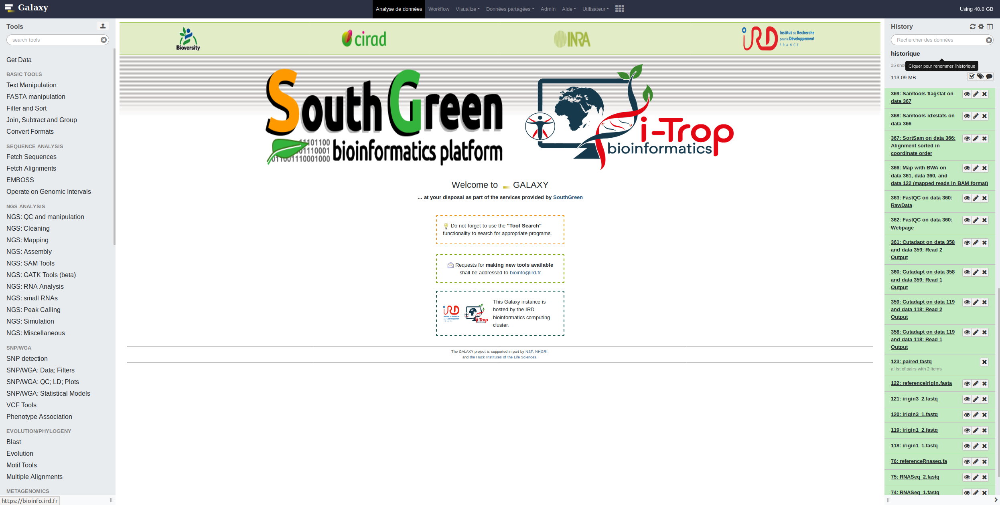 Galaxy
Analyse de données
Workflow
Visualize
Données partagées
Admin
Aide
Utilisateur
Using 40.8 GB
Tools
search tools
Get Data
BASIC TOOLS
Text Manipulation
FASTA manipulation
Filter and Sort
Join, Subtract and Group
Convert Formats
SEQUENCE ANALYSIS
Fetch Sequences
Fetch Alignments
EMBOSS
Operate on Genomic Intervals
NGS ANALYSIS
NGS: QC and manipulation
NGS: Cleaning
NGS: Mapping
NGS: Assembly
NGS: SAM Tools
NGS: GATK Tools (beta)
NGS: RNA Analysis
NGS: small RNAs
NGS: Peak Calling
NGS: Simulation
NGS: Miscellaneous
SNP/WGA
SNP detection
SNP/WGA: Data; Filters
SNP/WGA: QC; LD; Plots
SNP/WGA: Statistical Models
VCF Tools
Phenotype Association
EVOLUTION/PHYLOGENY
Blast
Evolution
Motif Tools
Multiple Alignments
METAGENOMICS
https://bioinfo.ird.fr
Bioversity
cirad
INRA
iRD
Institut de Recherche
pour le Développement
FRANCE
South Green
11101100
01110001
011001110001000
bioinformatics platform
i-Trop
bioinformatics
Welcome to GALAXY
... at your disposal as part of the services provided by SouthGreen
Do not forget to use the "Tool Search"
functionality to search for appropriate programs.
Requests for making new tools available
shall be addressed to bioinfo@ird.fr
iRD
Institut de Recherche
pour le Développement
FRANCE
i-Trop
bioinformatics
This Galaxy instance is
hosted by the IRD
bioinformatics computing
cluster.
The GALAXY project is supported in part by NSF, NHGRI,
and the Huck Institutes of the Life Sciences.
History
Rechercher des données
historique
Cliquer pour renommer l'historique
35
113.09 MB
369: Samtools flagstat on
data 367
368: Samtools idxstats on
data 366
367: SortSam on data 366:
Alignment sorted in
coordinate order
366: Map with BWA on
data 361, data 360, and
data 122 (mapped reads in BAM format)
363: FastQC on data 360:
RawData
362: FastQC on data 360:
Webpage
361: Cutadapt on data 358
and data 359: Read 2
Output
360: Cutadapt on data 358
and data 359: Read 1
Output
359: Cutadapt on data 119
and data 118: Read 2
Output
358: Cutadapt on data 119
and data 118: Read 1
Output
123: paired fastq
a list of pairs with 2 items
122: referenceIrigin.fasta
121: irigin3_2.fastq
120: irigin3_1.fastq
119: irigin1_2.fastq
118: irigin1_1.fastq
76: referenceRnaseq.fa
75: RNASeq_2.fastq
74: RNASeq_1.fastq